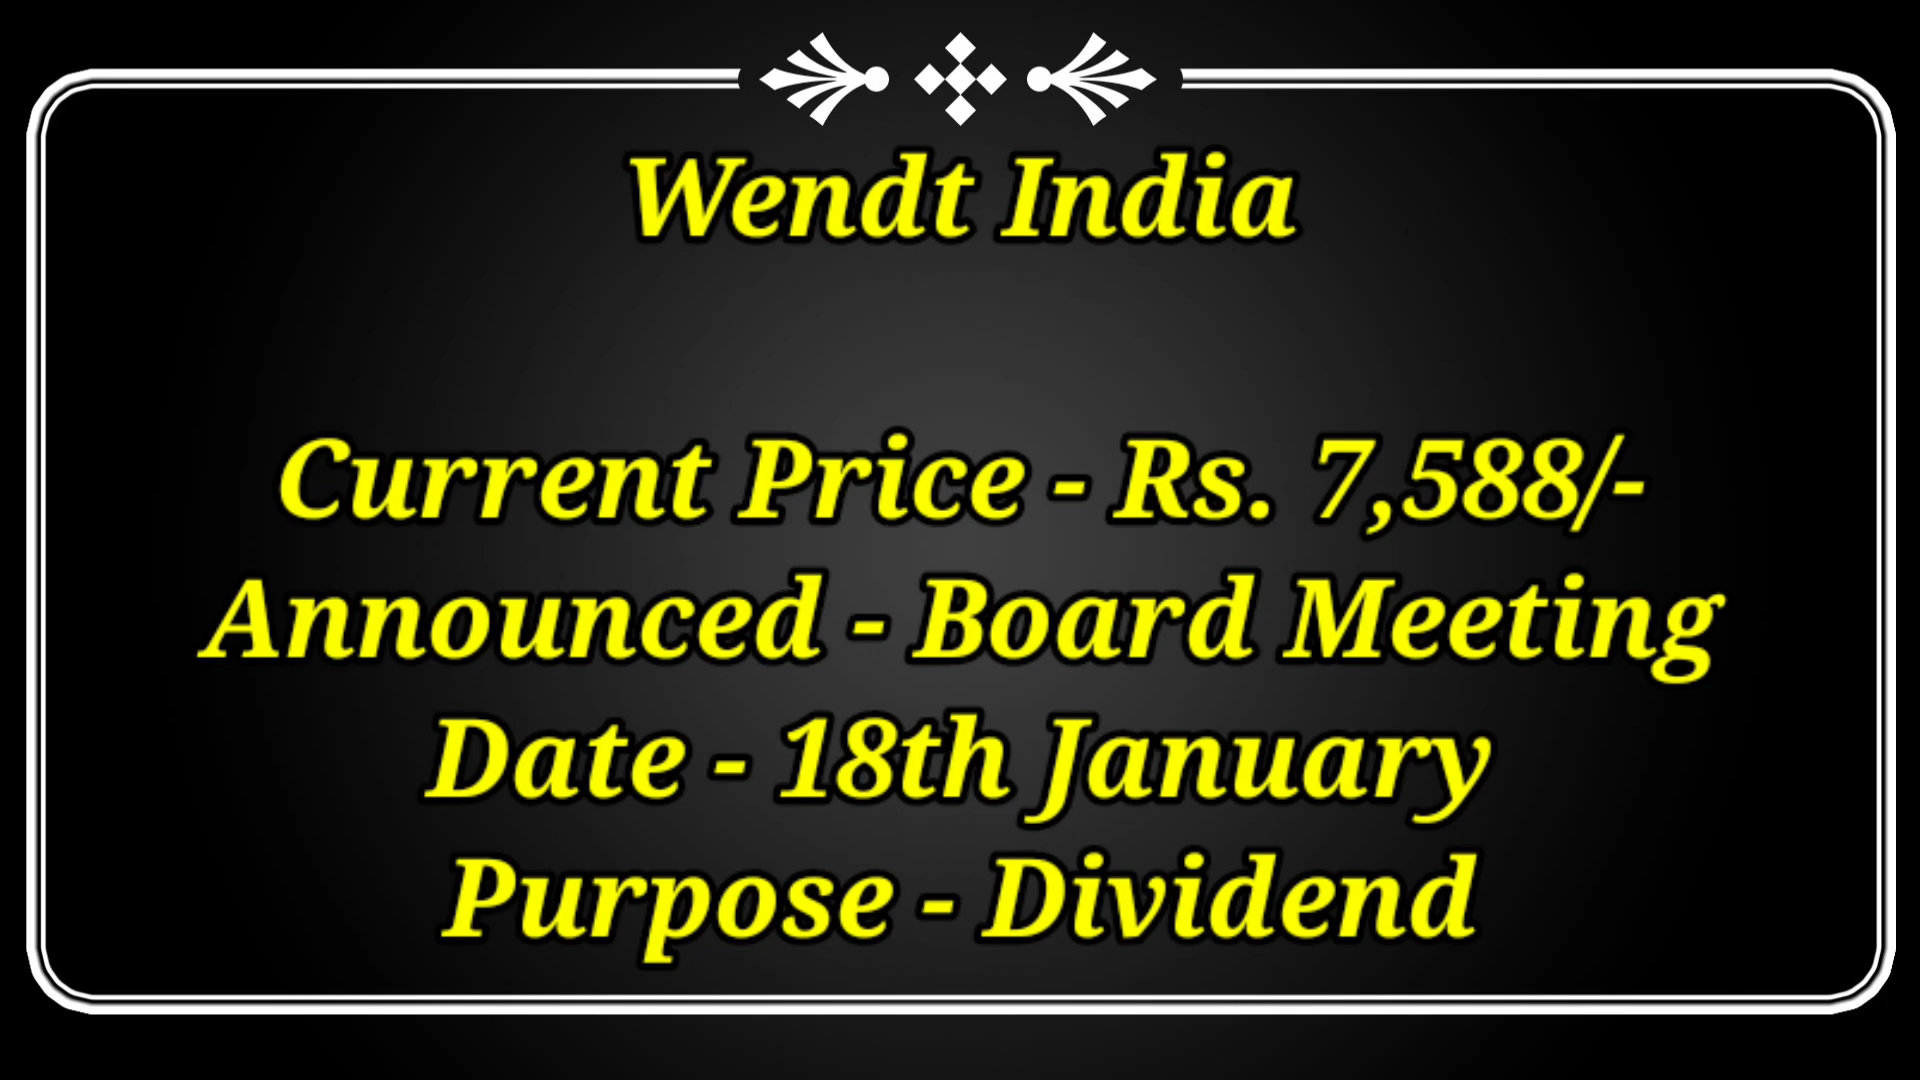 Wendt India
Current Price - Rs. 7,588/-
Announced - Board Meeting
Date - 18th January
Purpose - Dividend